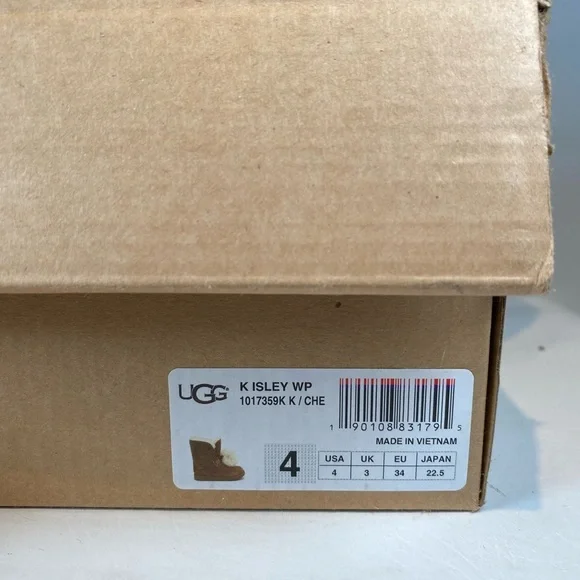 UGG K ISLEY WP
1017359K K / CHE
1 90108 83179 5
MADE IN VIETNAM
4
USA UK EU JAPAN
4 3 34 22.5